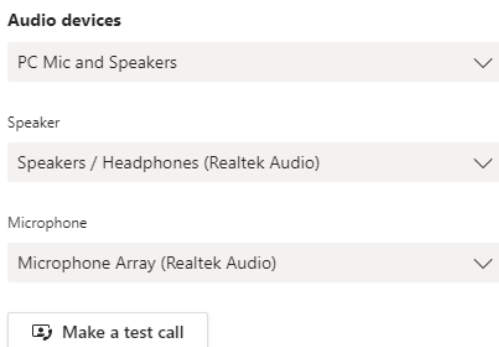 Audio devices
PC Mic and Speakers
Speaker
Speakers / Headphones (Realtek Audio)
Microphone
Microphone Array (Realtek Audio)
Make a test call